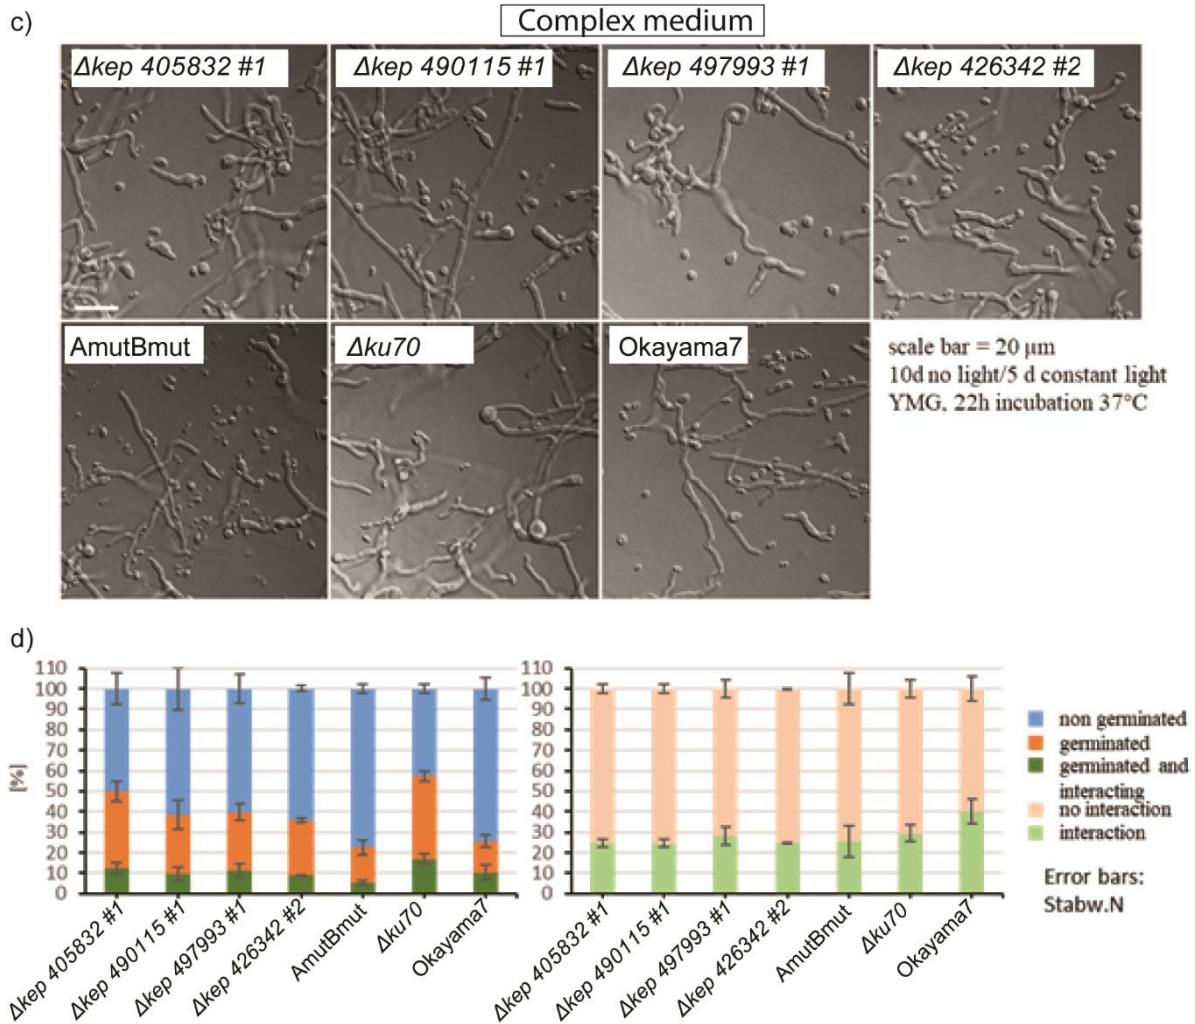 c)
Complex medium
Δkep 405832 #1
Δkep 490115 #1
Δkep 497993 #1
Δkep 426342 #2
AmutBmut
Δku70
Okayama7
scale bar = 20 μm
10d no light/5 d constant light
YMG, 22h incubation 37°C
d)
[%]
110
100
90
80
70
60
50
40
30
20
10
0
Δkep 405832 #1
Δkep 490115 #1
Δkep 497993 #1
Δkep 426342 #2
AmutBmut
Δku70
Okayama7
110
100
90
80
70
60
50
40
30
20
10
0
Δkep 405832 #1
Δkep 490115 #1
Δkep 497993 #1
Δkep 426342 #2
AmutBmut
Δku70
Okayama7
non germinated
germinated
germinated and
interacting
no interaction
interaction
Error bars:
Stabw.N